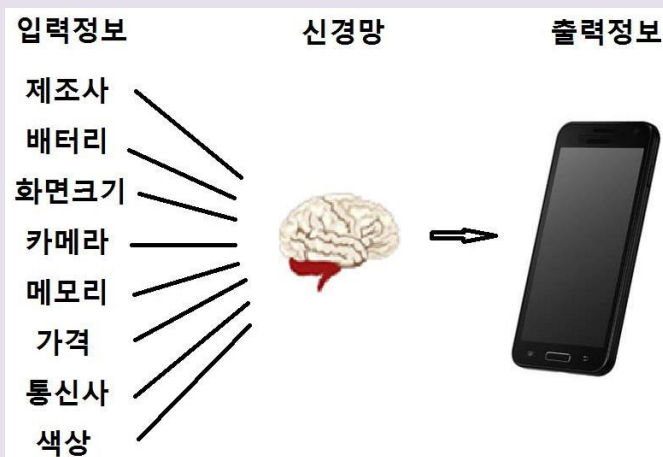 입력정보 신경망 출력정보
제조사
배터리
화면크기
카메라
메모리
가격
통신사
색상